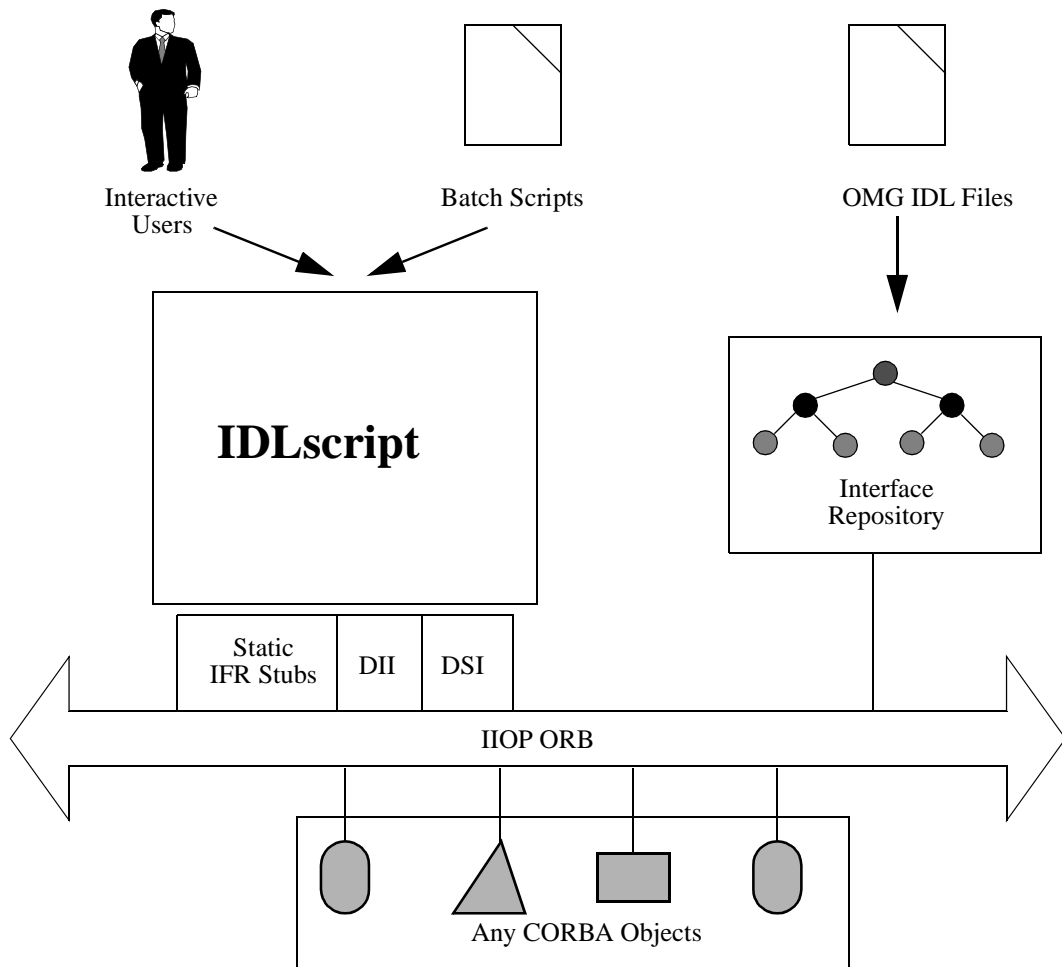 Interactive
Users
Batch Scripts
OMG IDL Files
IDLscript
Interface
Repository
Static
IFR Stubs
DII
DSI
IIOP ORB
Any CORBA Objects